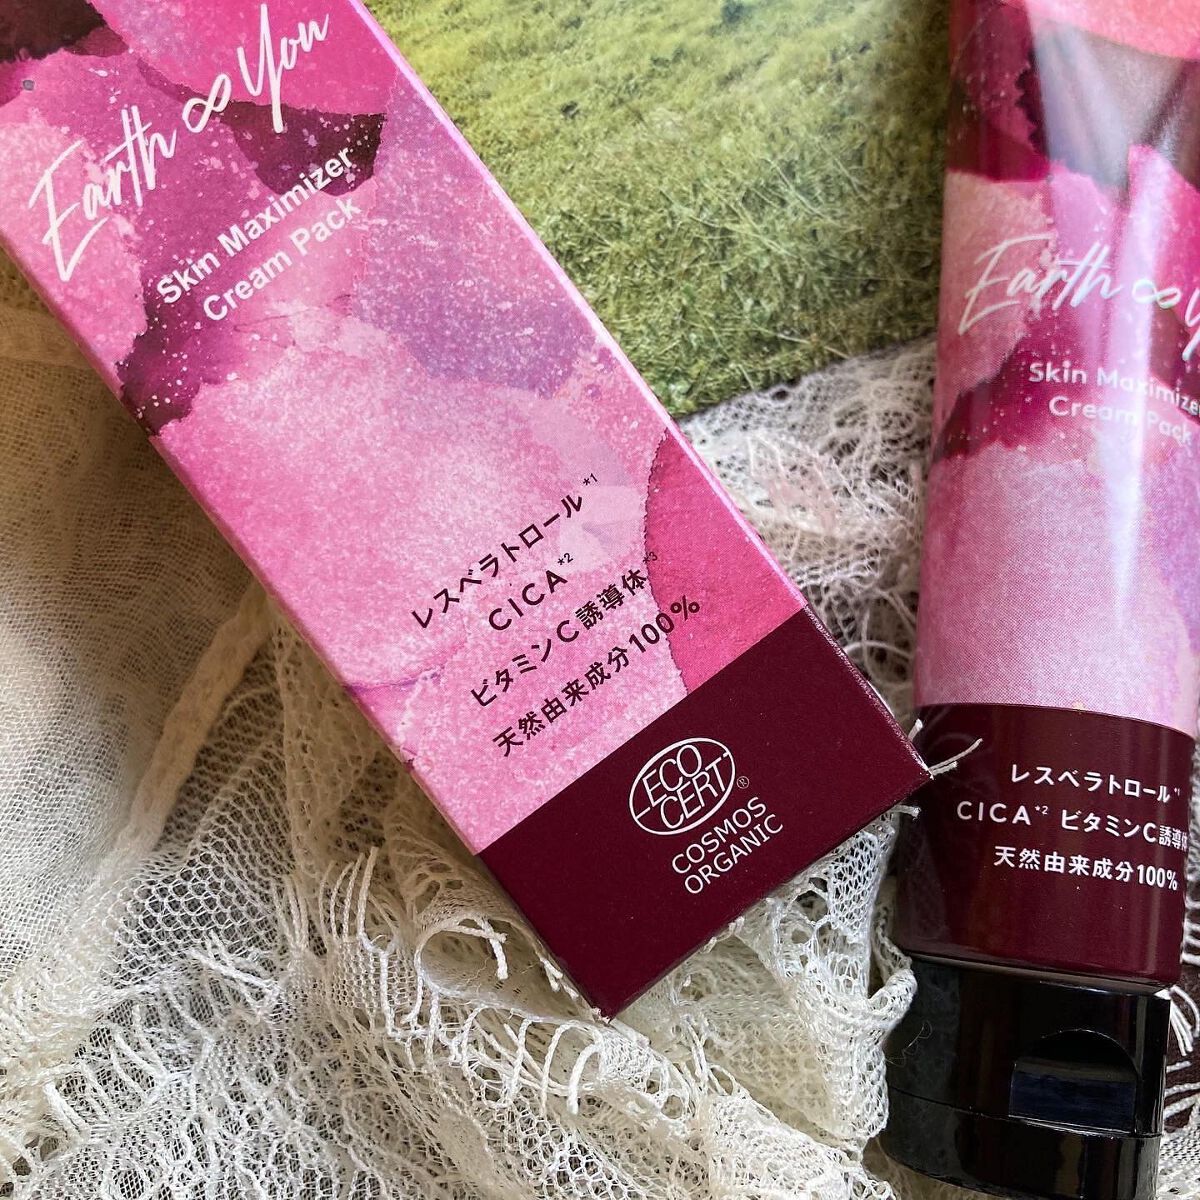 Earth ∞ You
Skin Maximizer
Cream Pack
レスベラトロール*1
CICA*2
ビタミンC誘導体*3
天然由来成分100%
ECO
CERT®
COSMOS
ORGANIC
Earth ∞
Skin Maximize
Cream Pack
レスベラトロール*1
CICA*2 ビタミンC誘導体
天然由来成分100%